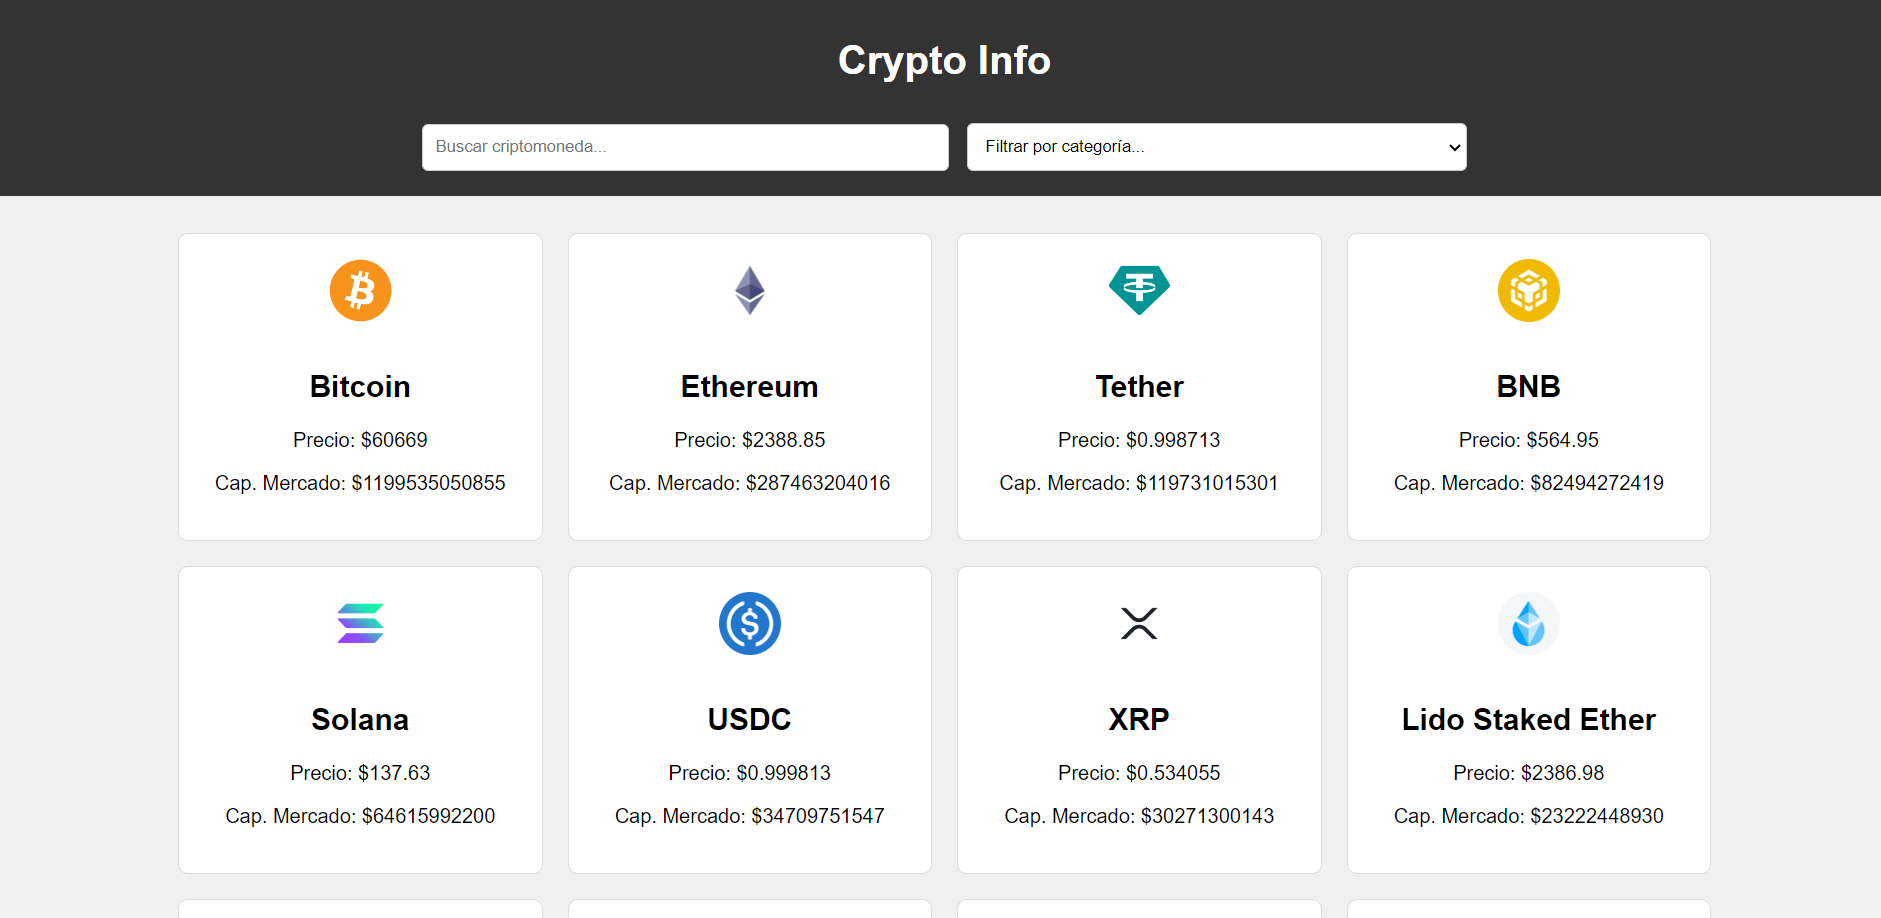 Crypto Info
Buscar criptomoneda...
Filtrar por categoría...
Bitcoin
Precio: $60669
Cap. Mercado: $1199535050855
Ethereum
Precio: $2388.85
Cap. Mercado: $287463204016
Tether
Precio: $0.998713
Cap. Mercado: $119731015301
BNB
Precio: $564.95
Cap. Mercado: $82494272419
Solana
Precio: $137.63
Cap. Mercado: $64615992200
USDC
Precio: $0.999813
Cap. Mercado: $34709751547
XRP
Precio: $0.534055
Cap. Mercado: $30271300143
Lido Staked Ether
Precio: $2386.98
Cap. Mercado: $23222448930